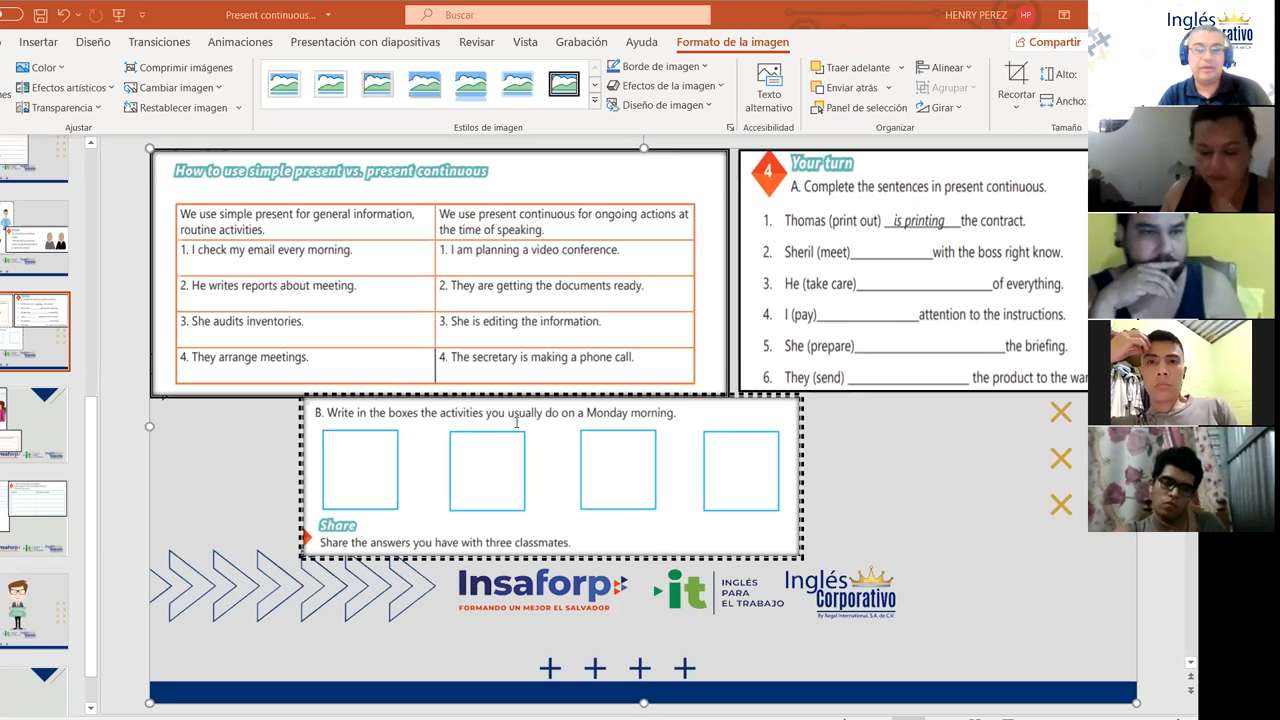 Present continuous...
Buscar
HENRY PEREZ
HP
Insertar
Diseño
Transiciones
Animaciones
Presentación con diapositivas
Revisar
Vista
Grabación
Ayuda
Formato de la imagen
Compartir
Color
Efectos artísticos
Transparencia
Comprimir imágenes
Cambiar imagen
Restablecer imagen
Ajustar
Estilos de imagen
Borde de imagen
Efectos de la imagen
Diseño de imagen
Texto
alternativo
Accesibilidad
Traer adelante
Enviar atrás
Panel de selección
Alinear
Agrupar
Girar
Organizar
Recortar
Alto:
Ancho:
Tamaño
Inglés
Corporativo
How to use simple present vs. present continuous
We use simple present for general information,
routine activities.
We use present continuous for ongoing actions at
the time of speaking.
1. I check my email every morning.
1. I am planning a video conference.
2. He writes reports about meeting.
2. They are getting the documents ready.
3. She audits inventories.
3. She is editing the information.
4. They arrange meetings.
4. The secretary is making a phone call.
4
Your turn
A. Complete the sentences in present continuous.
1. Thomas (print out) is printing the contract.
2. Sheril (meet)____________with the boss right know.
3. He (take care)____________________of everything.
4. I (pay)_______________attention to the instructions.
5. She (prepare)______________________the briefing.
6. They (send) __________________ the product to the war
B. Write in the boxes the activities you usually do on a Monday morning.
Share
Share the answers you have with three classmates.
Insaforp
FORMANDO UN MEJOR EL SALVADOR
it
INGLÉS
PARA
EL TRABAJO
Inglés
Corporativo
By Regal International, S.A. de C.V.